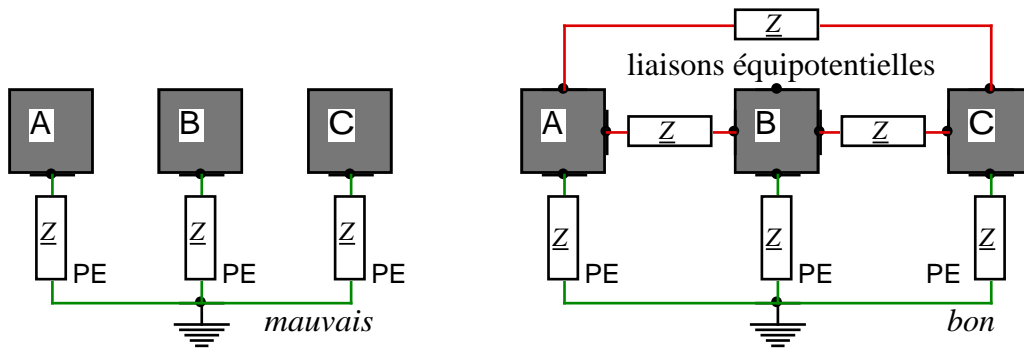 Z
liaisons équipotentielles
A B C
A Z B Z C
Z Z Z
Z Z Z
PE PE PE
PE PE PE
mauvais
bon